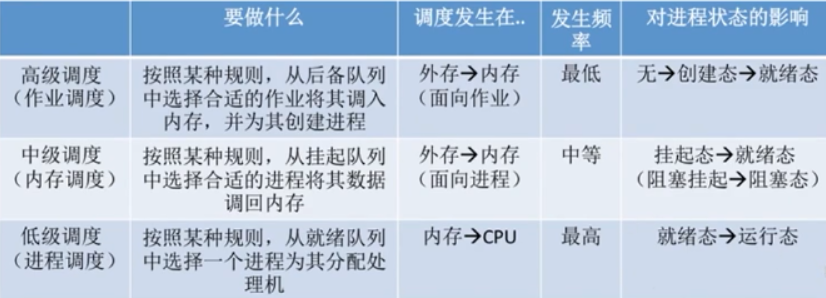 要做什么
调度发生在..
发生频
率
对进程状态的影响
高级调度
（作业调度）
按照某种规则，从后备队列
中选择合适的作业将其调入
内存，并为其创建进程
外存→内存
（面向作业）
最低
无→创建态→就绪态
中级调度
（内存调度）
按照某种规则，从挂起队列
中选择合适的进程将其数据
调回内存
外存→内存
（面向进程）
中等
挂起态→就绪态
（阻塞挂起→阻塞态）
低级调度
（进程调度）
按照某种规则，从就绪队列
中选择一个进程为其分配处
理机
内存→CPU
最高
就绪态→运行态